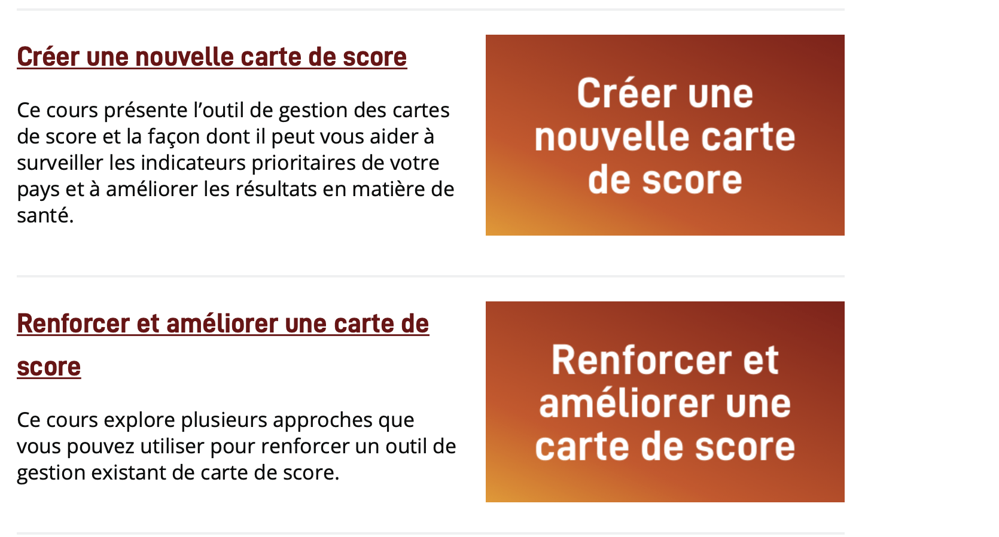 Créer une nouvelle carte de score
Ce cours présente l’outil de gestion des cartes
de score et la façon dont il peut vous aider à
surveiller les indicateurs prioritaires de votre
pays et à améliorer les résultats en matière de
santé.
Créer une
nouvelle carte
de score
Renforcer et améliorer une carte de
score
Ce cours explore plusieurs approches que
vous pouvez utiliser pour renforcer un outil de
gestion existant de carte de score.
Renforcer et
améliorer une
carte de score